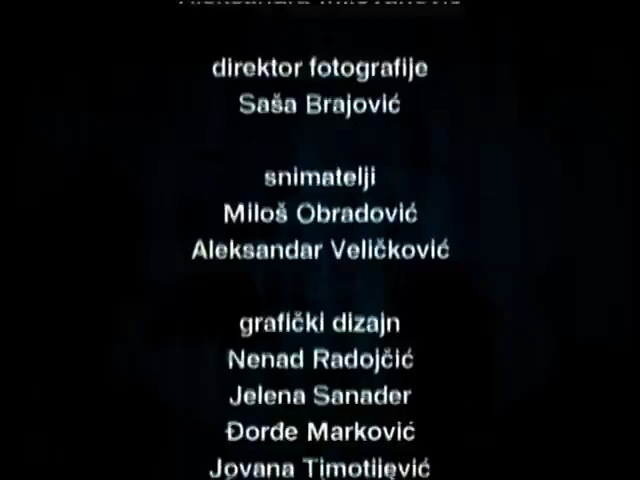 direktor fotografije
Saša Brajović
snimatelji
Miloš Obradović
Aleksandar Veličković
grafički dizajn
Nenad Radojčić
Jelena Sanader
Đorđe Marković
Jovana Timotijević